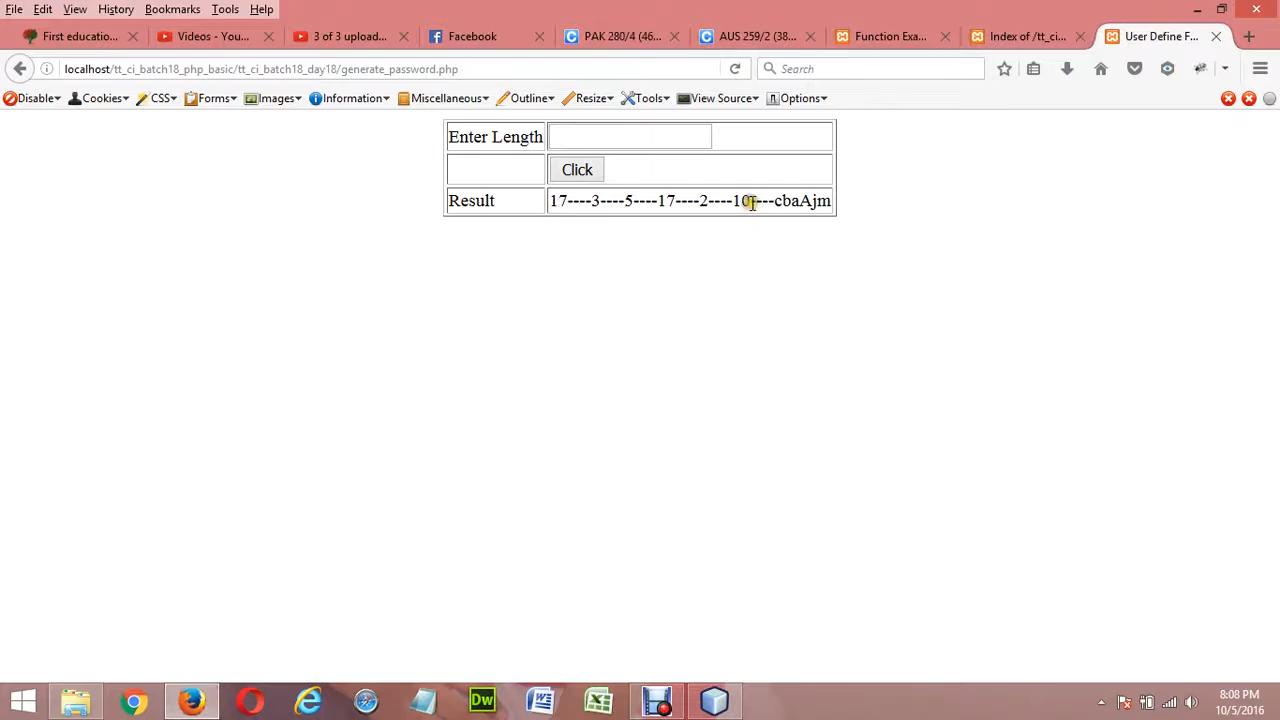 File Edit View History Bookmarks Tools Help
First educatio... Videos - You... 3 of 3 upload... Facebook PAK 280/4 (46... AUS 259/2 (38... Function Exa... Index of /tt_ci... User Define F...
localhost/tt_ci_batch18_php_basic/tt_ci_batch18_day18/generate_password.php Search
Disable Cookies CSS Forms Images Information Miscellaneous Outline Resize Tools View Source Options
Enter Length
Click
Result 17----3----5----17----2----10----cbaAjm
Dw
8:08 PM
10/5/2016